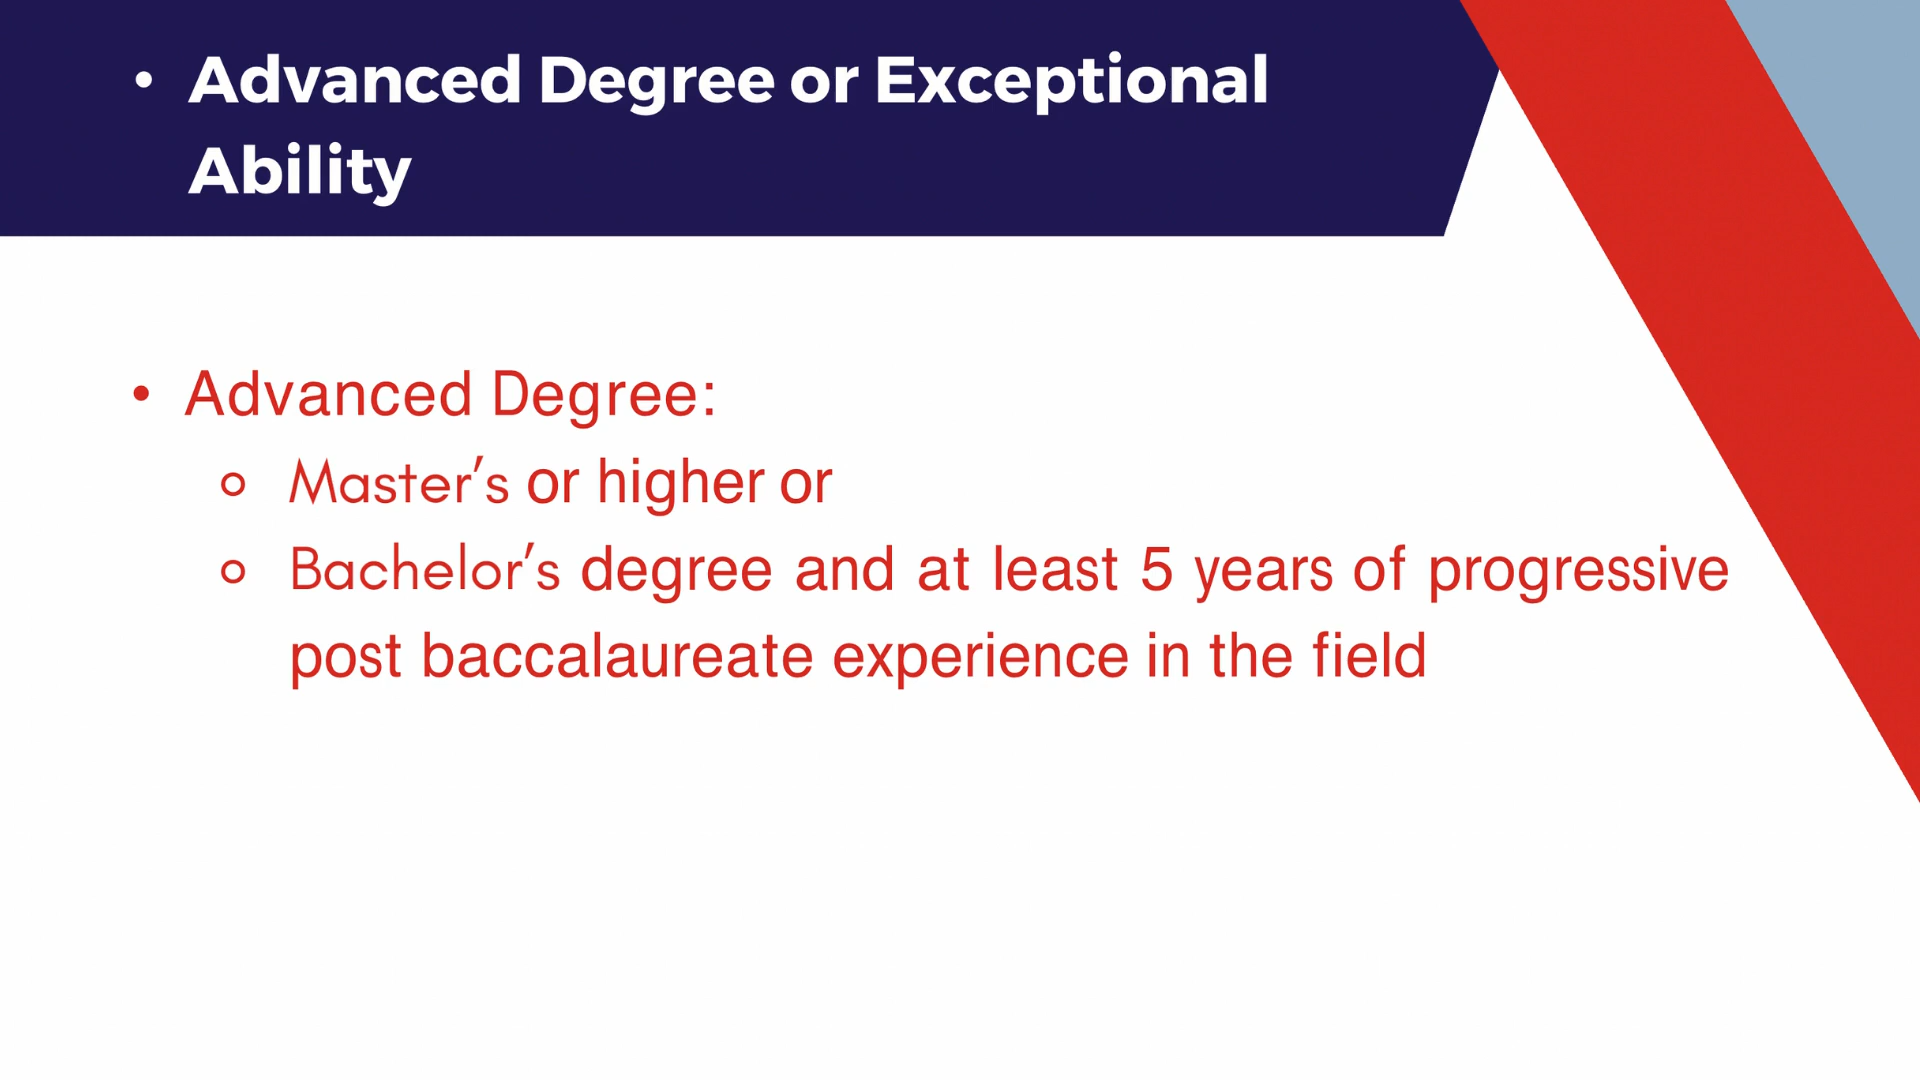 • Advanced Degree or Exceptional
Ability
• Advanced Degree:
○ Master’s or higher or
○ Bachelor’s degree and at least 5 years of progressive
post baccalaureate experience in the field